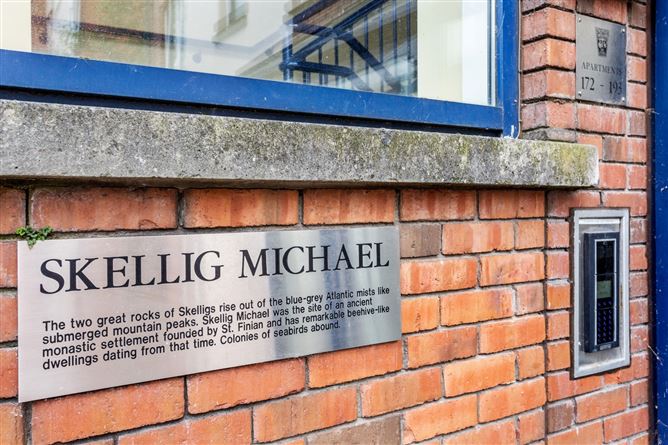 APARTMENTS
172 - 193
SKELLIG MICHAEL
The two great rocks of Skelligs rise out of the blue-grey Atlantic mists like
submerged mountain peaks. Skellig Michael was the site of an ancient
monastic settlement founded by St. Finian and has remarkable beehive-like
dwellings dating from that time. Colonies of seabirds abound.